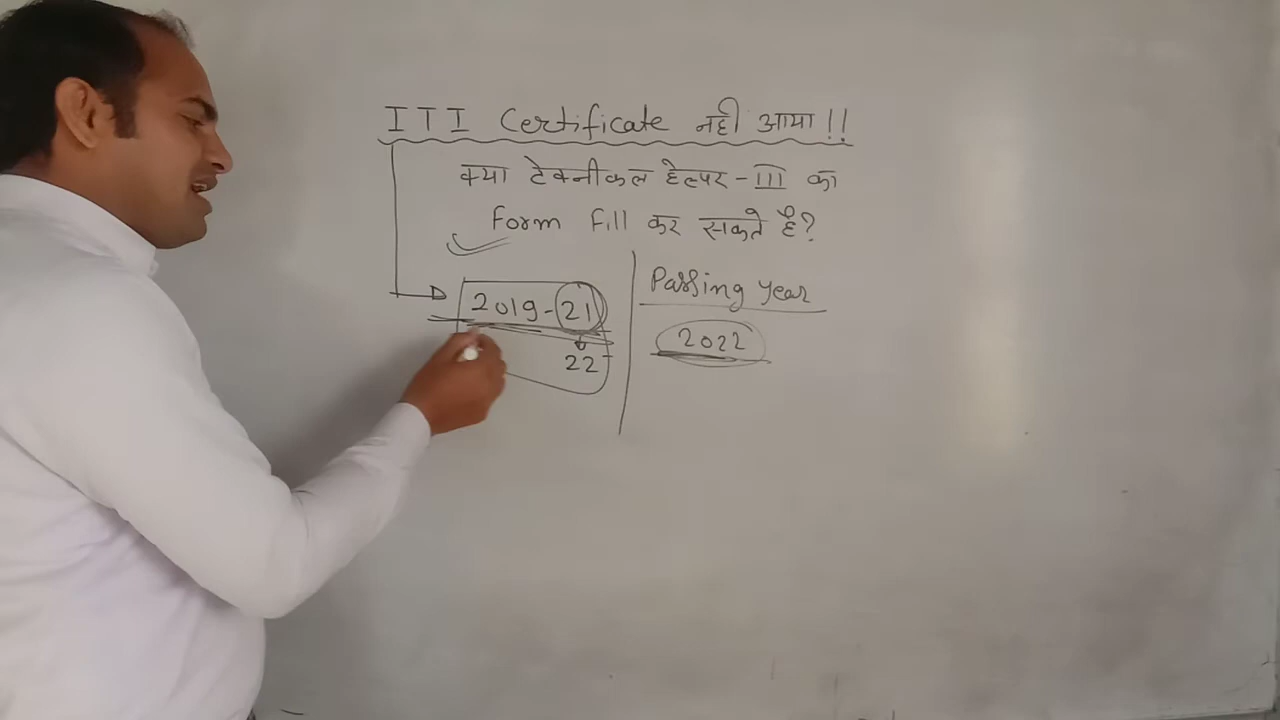 ITI Certificate नही आया!!
क्या टेक्नीकल हेल्पर-III का
Form Fill कर सकते है?
2019-21
22
Passing year
2022